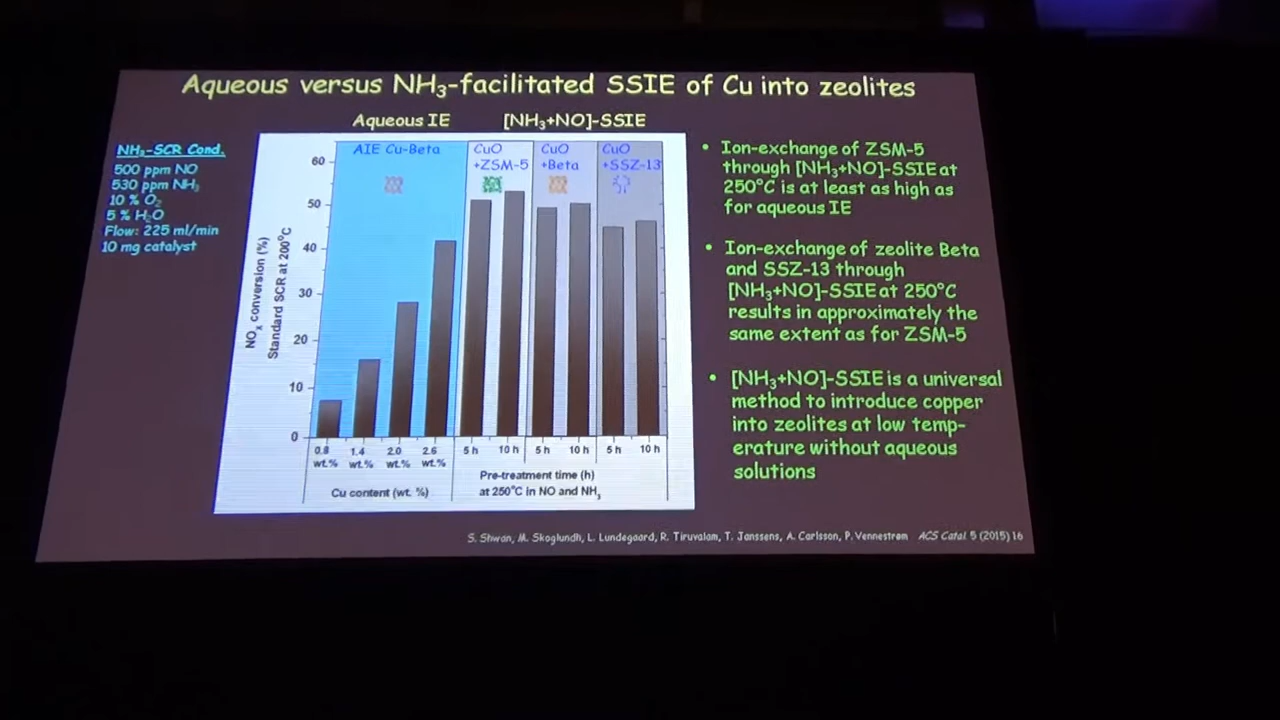 Aqueous versus NH₃-facilitated SSIE of Cu into zeolites
Aqueous IE
[NH₃+NO]-SSIE
NH₃-SCR Cond.
500 ppm NO
530 ppm NH₃
10 % O₂
5 % H₂O
Flow: 225 ml/min
10 mg catalyst
NOₓ conversion (%)
Standard SCR at 200°C
60
50
40
30
20
10
0
AIE Cu-Beta
CuO
+ZSM-5
CuO
+Beta
CuO
+SSZ-13
0.8
wt.%
1.4
wt.%
2.0
wt.%
2.6
wt.%
5 h
10 h
5 h
10 h
5 h
10 h
Cu content (wt. %)
Pre-treatment time (h)
at 250°C in NO and NH₃
• Ion-exchange of ZSM-5
through [NH₃+NO]-SSIE at
250°C is at least as high as
for aqueous IE
• Ion-exchange of zeolite Beta
and SSZ-13 through
[NH₃+NO]-SSIE at 250°C
results in approximately the
same extent as for ZSM-5
• [NH₃+NO]-SSIE is a universal
method to introduce copper
into zeolites at low temp-
erature without aqueous
solutions
S. Shwan, M. Skoglundh, L. Lundegaard, R. Tiruvalam, T. Janssens, A. Carlsson, P. Vennestrøm ACS Catal. 5 (2015) 16